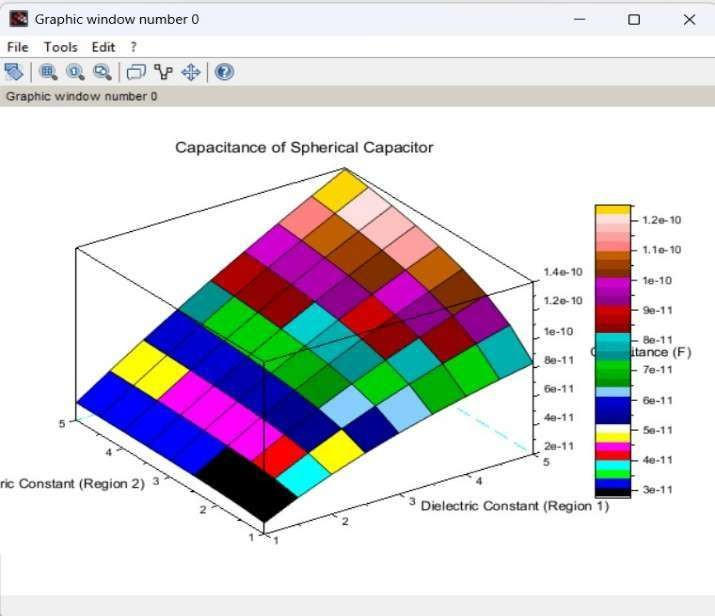 Graphic window number 0
File Tools Edit ?
Graphic window number 0
Capacitance of Spherical Capacitor
1.4e-10
1.2e-10
1e-10
8e-11
6e-11
4e-11
2e-11
1.2e-10
1.1e-10
1e-10
9e-11
8e-11
7e-11
6e-11
5e-11
4e-11
3e-11
itance (F)
5
4
3
2
1
ric Constant (Region 2)
1
2
3
4
5
Dielectric Constant (Region 1)